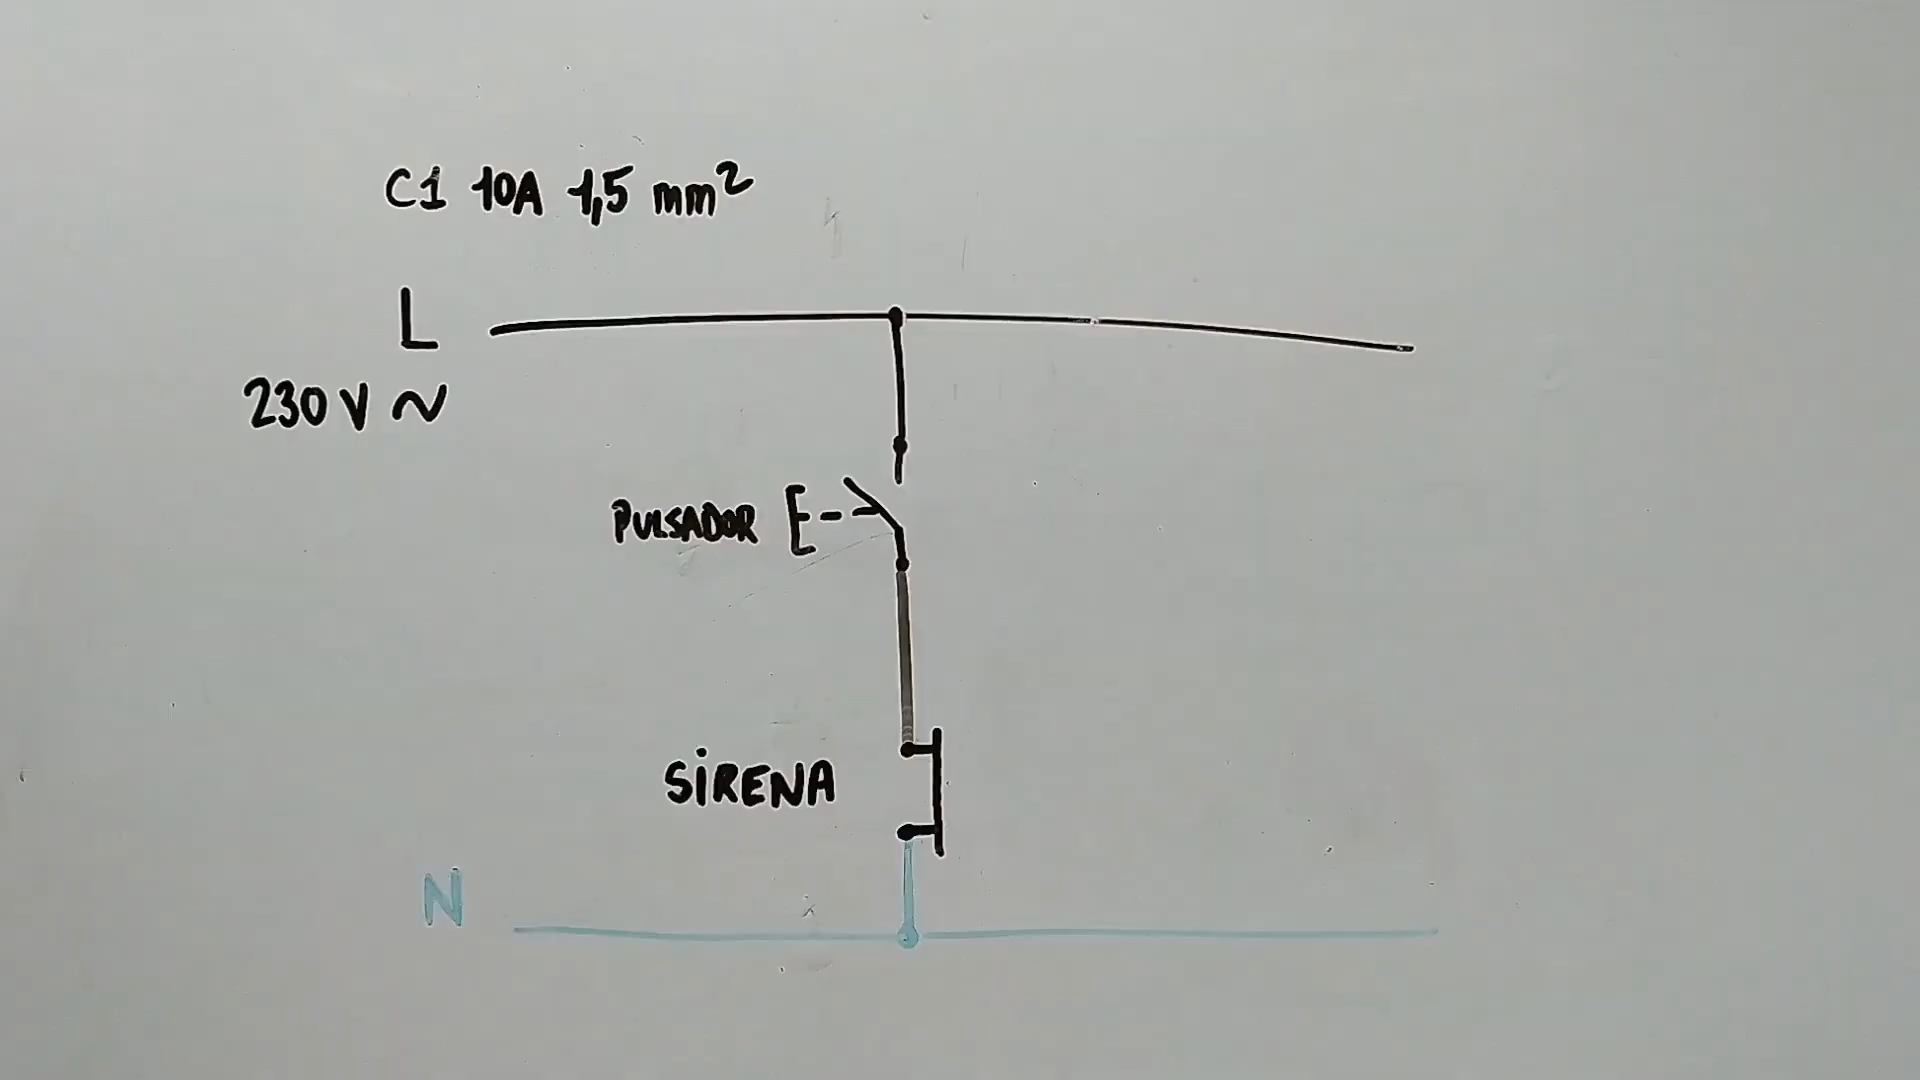 C1 10A 1,5 mm²
L
230 V ~
PULSADOR
SiRENA
N